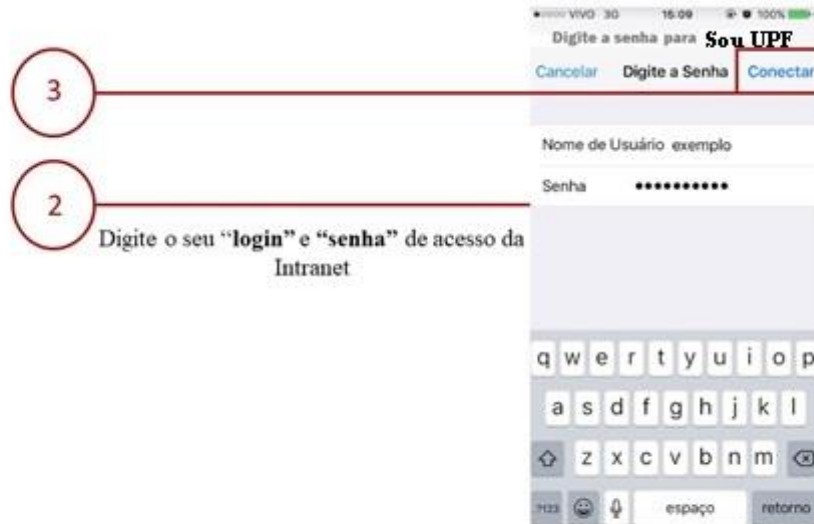 VIVO 3G 15:09 100%
Digite a senha para Sou UPF
Cancelar Digite a Senha Conectar
3
Nome de Usuário exemplo
Senha ••••••••••
2
Digite o seu “login” e “senha” de acesso da
Intranet
q w e r t y u i o p
a s d f g h j k l
z x c v b n m
?123 espaço retorno